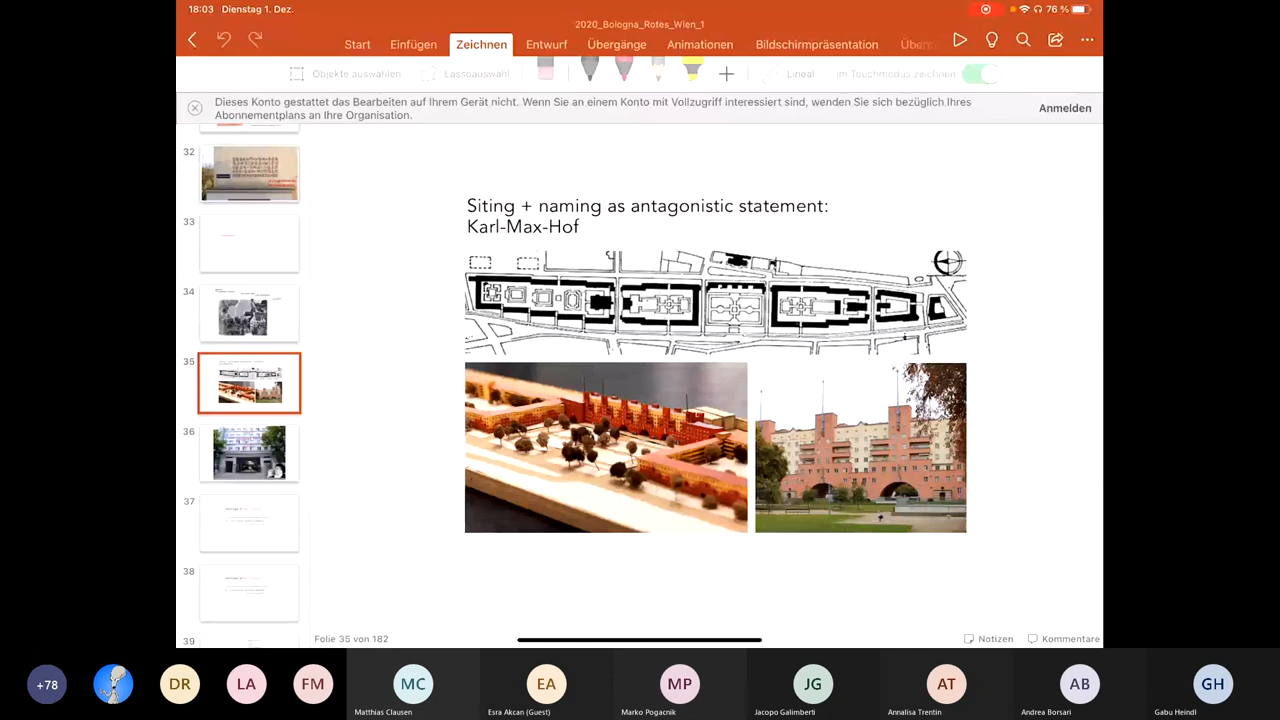 18:03 Dienstag 1. Dez.
76 %
2020_Bologna_Rotes_Wien_1
Start Einfügen Zeichnen Entwurf Übergänge Animationen Bildschirmpräsentation
Objekte auswählen Lassoauswahl Lineal Im Touchmodus zeichnen
Dieses Konto gestattet das Bearbeiten auf Ihrem Gerät nicht. Wenn Sie an einem Konto mit Vollzugriff interessiert sind, wenden Sie sich bezüglich Ihres
Abonnementplans an Ihre Organisation.
Anmelden
32
33
34
35
36
37
38
39
Siting + naming as antagonistic statement:
Karl-Max-Hof
Folie 35 von 182
Notizen Kommentare
+78 DR LA FM MC EA MP JG AT AB GH
Matthias Clausen Esra Akcan (Guest) Marko Pogacnik Jacopo Galimberti Annalisa Trentin Andrea Borsari Gabu Heindl